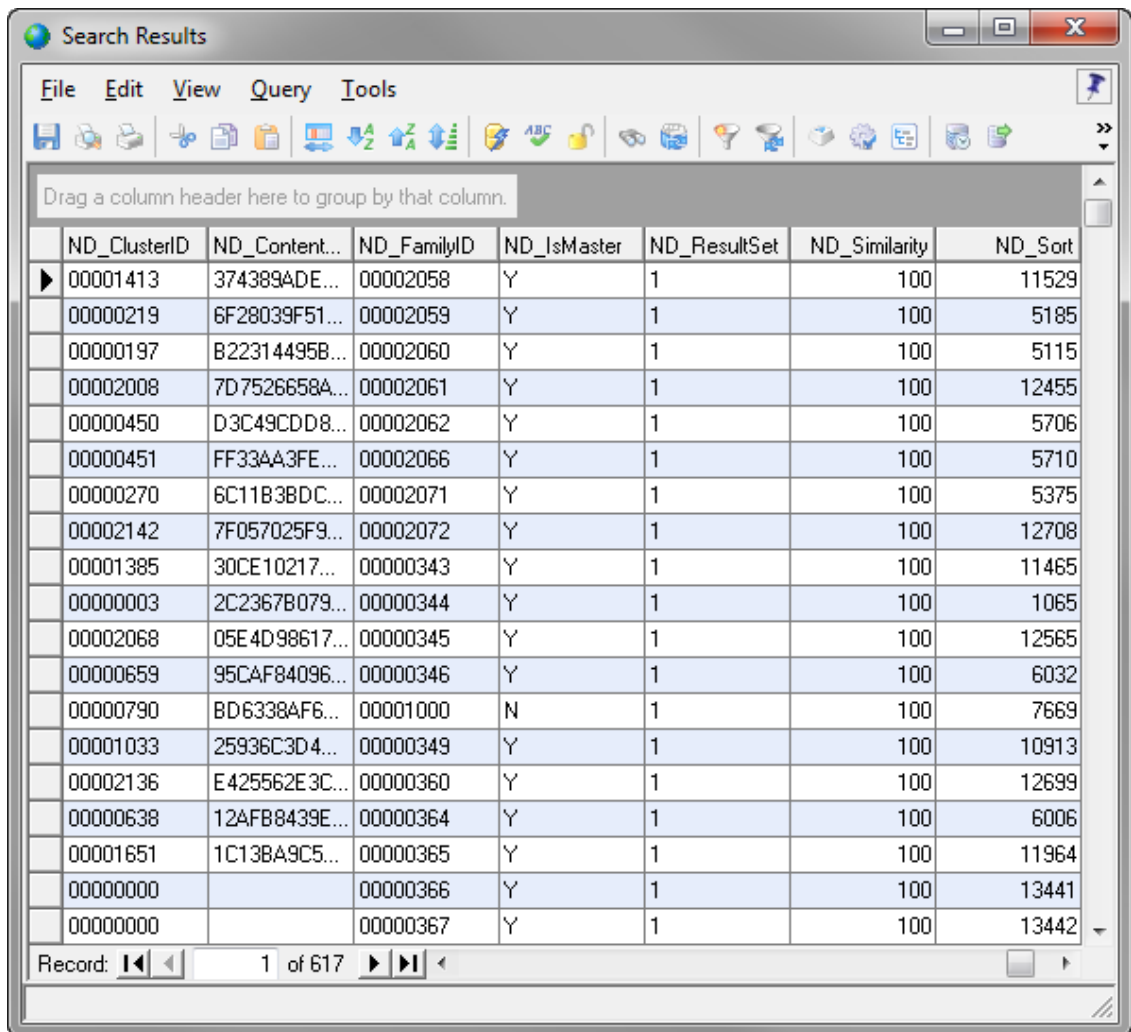 Search Results
File Edit View Query Tools
Drag a column header here to group by that column.
ND_ClusterID ND_Content... ND_FamilyID ND_IsMaster ND_ResultSet ND_Similarity ND_Sort
00001413 374389ADE... 00002058 Y 1 100 11529
00000219 6F28039F51... 00002059 Y 1 100 5185
00000197 B22314495B... 00002060 Y 1 100 5115
00002008 7D7526658A... 00002061 Y 1 100 12455
00000450 D3C49CDD8... 00002062 Y 1 100 5706
00000451 FF33AA3FE... 00002066 Y 1 100 5710
00000270 6C11B3BDC... 00002071 Y 1 100 5375
00002142 7F057025F9... 00002072 Y 1 100 12708
00001385 30CE10217... 00000343 Y 1 100 11465
00000003 2C2367B079... 00000344 Y 1 100 1065
00002068 05E4D98617... 00000345 Y 1 100 12565
00000659 95CAF84096... 00000346 Y 1 100 6032
00000790 BD6338AF6... 00001000 N 1 100 7669
00001033 25936C3D4... 00000349 Y 1 100 10913
00002136 E425562E3C... 00000360 Y 1 100 12699
00000638 12AFB8439E... 00000364 Y 1 100 6006
00001651 1C13BA9C5... 00000365 Y 1 100 11964
00000000 00000366 Y 1 100 13441
00000000 00000367 Y 1 100 13442
Record: 1 of 617